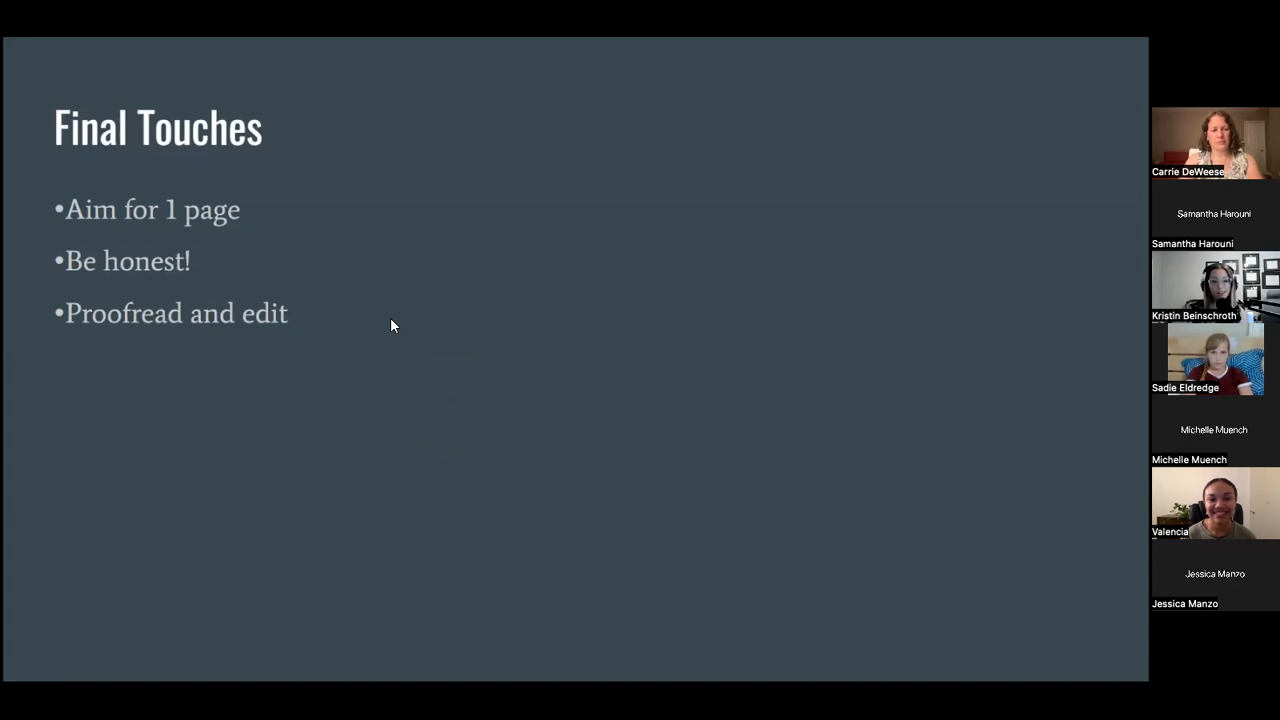 Final Touches
•Aim for 1 page
•Be honest!
•Proofread and edit
Carrie DeWeese
Samantha Harouni
Samantha Harouni
Kristin Beinschroth
Sadie Eldredge
Michelle Muench
Michelle Muench
Valencia
Jessica Manzo
Jessica Manzo